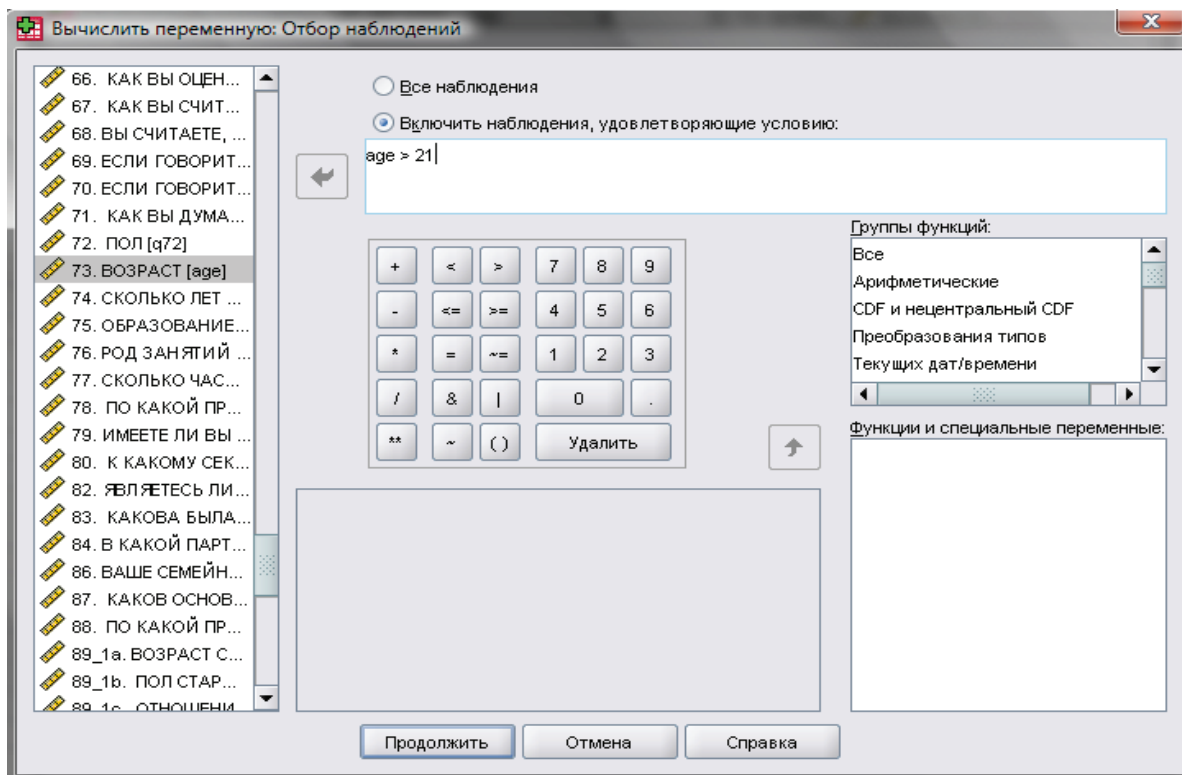 Вычислить переменную: Отбор наблюдений
66. КАК ВЫ ОЦЕН...
67. КАК ВЫ СЧИТ...
68. ВЫ СЧИТАЕТЕ, ...
69. ЕСЛИ ГОВОРИТ...
70. ЕСЛИ ГОВОРИТ...
71. КАК ВЫ ДУМА...
72. ПОЛ [q72]
73. ВОЗРАСТ [age]
74. СКОЛЬКО ЛЕТ ...
75. ОБРАЗОВАНИЕ...
76. РОД ЗАНЯТИЙ ...
77. СКОЛЬКО ЧАС...
78. ПО КАКОЙ ПР...
79. ИМЕЕТЕ ЛИ ВЫ ...
80. К КАКОМУ СЕК...
82. ЯВЛЯЕТЕСЬ ЛИ...
83. КАКОВА БЫЛА...
84. В КАКОЙ ПАРТ...
86. ВАШЕ СЕМЕЙН...
87. КАКОВ ОСНОВ...
88. ПО КАКОЙ ПР...
89_1a. ВОЗРАСТ С...
89_1b. ПОЛ СТАР...
89_1c. ОТНОШЕНИ...
Все наблюдения
Включить наблюдения, удовлетворяющие условию:
age > 21
+ < > 7 8 9
- <= >= 4 5 6
* = ~= 1 2 3
/ & | 0 .
** ~ ( ) Удалить
Группы функций:
Все
Арифметические
CDF и нецентральный CDF
Преобразования типов
Текущих дат/времени
Функции и специальные переменные:
Продолжить Отмена Справка